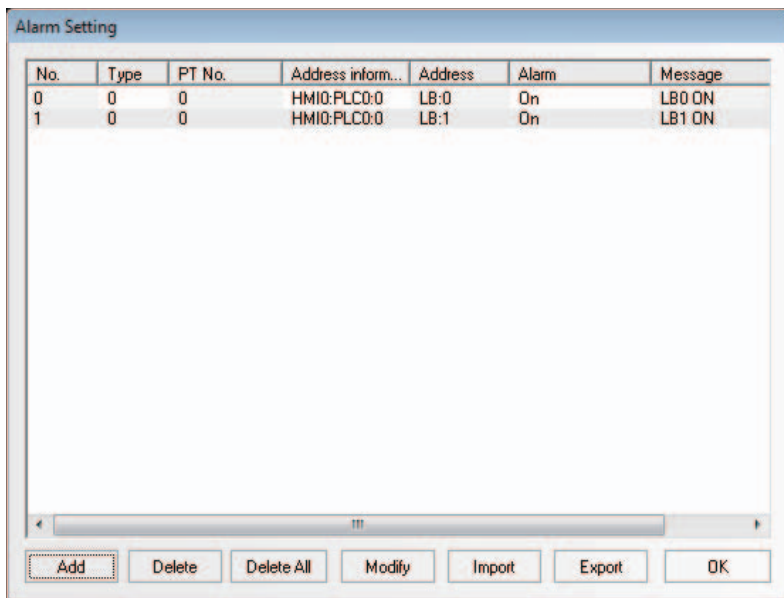 Alarm Setting
No. Type PT No. Address inform... Address Alarm Message
0 0 0 HMI0:PLC0:0 LB:0 On LB0 ON
1 0 0 HMI0:PLC0:0 LB:1 On LB1 ON
Add Delete Delete All Modify Import Export OK